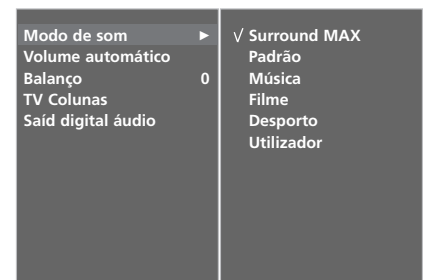 Modo de som ►
Volume automático
Balanço 0
TV Colunas
Saíd digital áudio
√ Surround MAX
Padrão
Música
Filme
Desporto
Utilizador